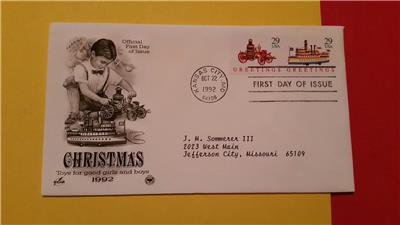 Official
First Day of
Issue
CHRISTMAS
Toys for good girls and boys
1992
KANSAS CITY, MO
OCT 22
1992
29
USA
29
USA
GREETINGS GREETINGS
FIRST DAY OF ISSUE
J. M. Sommerer III
2023 West Main
Jefferson City, Missouri 65109